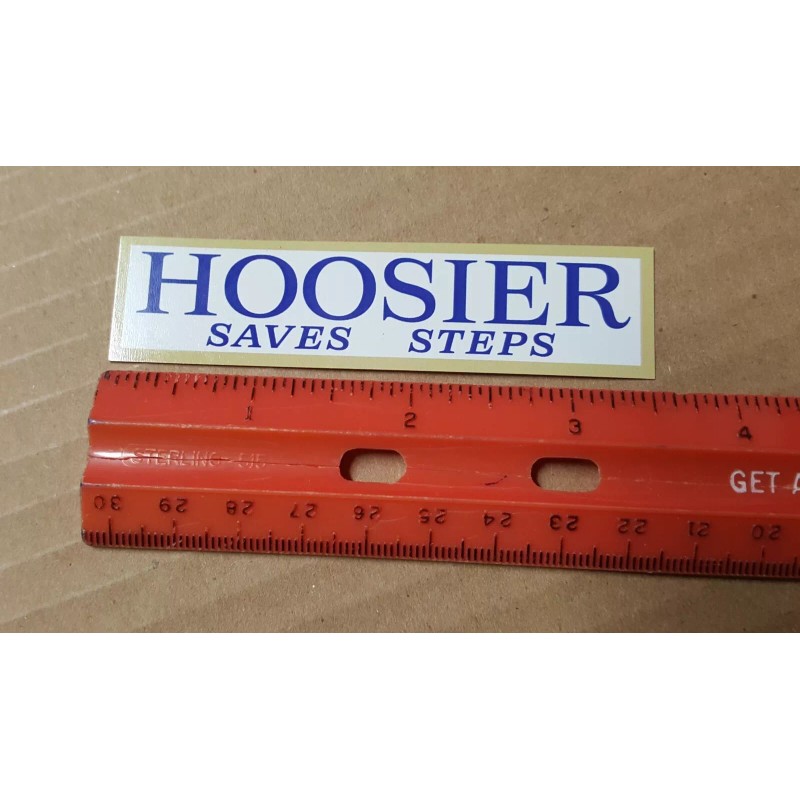 HOOSIER
SAVES STEPS
1 2 3 4
STERLING
GET
30 29 28 27 26 25 24 23 22 21 20